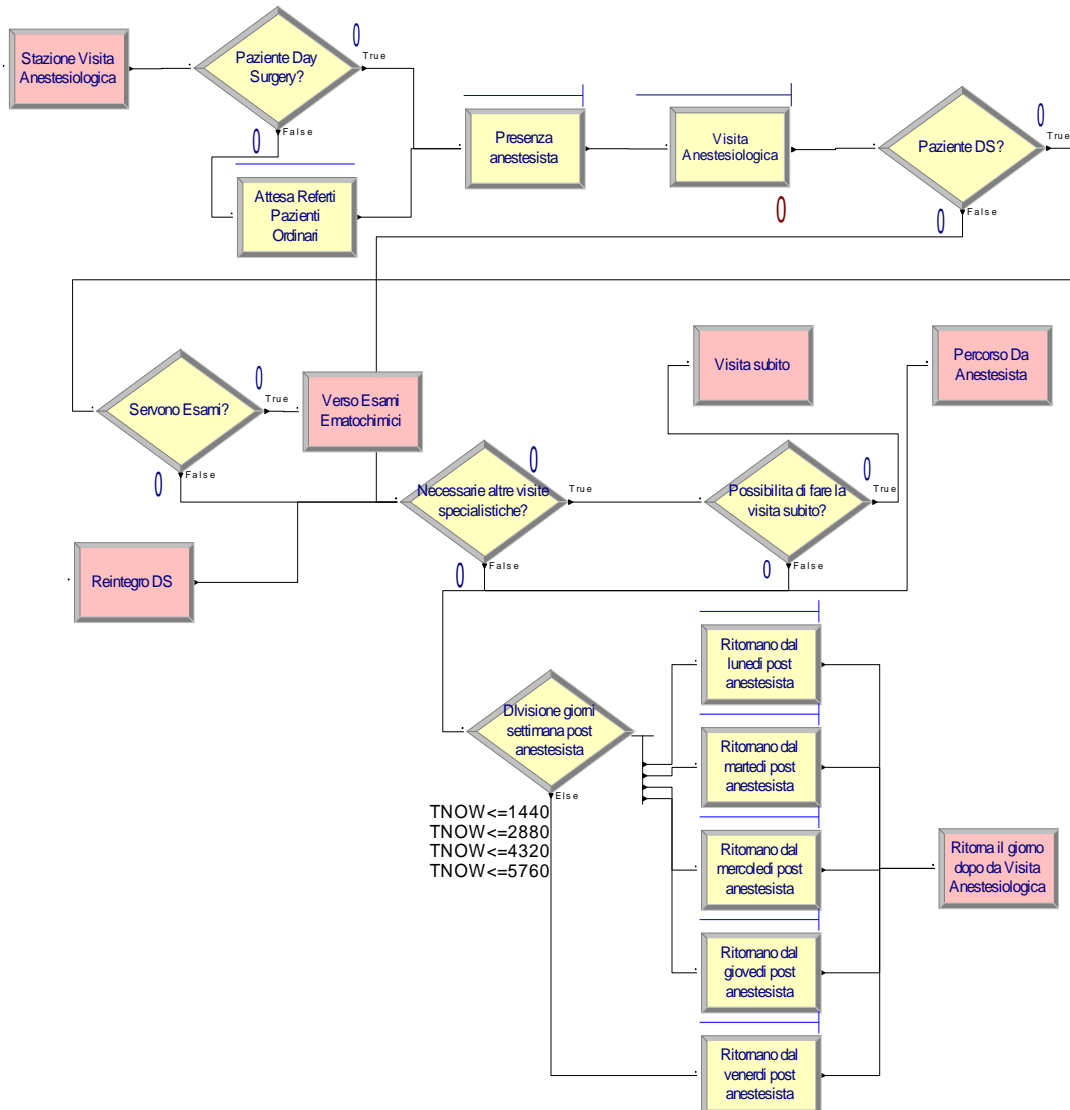 Stazione Visita
Anestesiologica
Paziente Day
Surgery?
0
True
0
False
Attesa Referti
Pazienti
Ordinari
Presenza
anestesista
Visita
Anestesiologica
0
Paziente DS?
0
True
0
False
Servono Esami?
0
True
0
False
Verso Esami
Ematochimici
Visita subito
Percorso Da
Anestesista
Necessarie altre visite
specialistiche?
0
True
0
False
Possibilita di fare la
visita subito?
0
True
0
False
Reintegro DS
DIvisione giorni
settimana post
anestesista
Else
TNOW<=1440
TNOW<=2880
TNOW<=4320
TNOW<=5760
Ritornano dal
lunedi post
anestesista
Ritornano dal
martedi post
anestesista
Ritornano dal
mercoledi post
anestesista
Ritornano dal
giovedi post
anestesista
Ritornano dal
venerdi post
anestesista
Ritorna il giorno
dopo da Visita
Anestesiologica